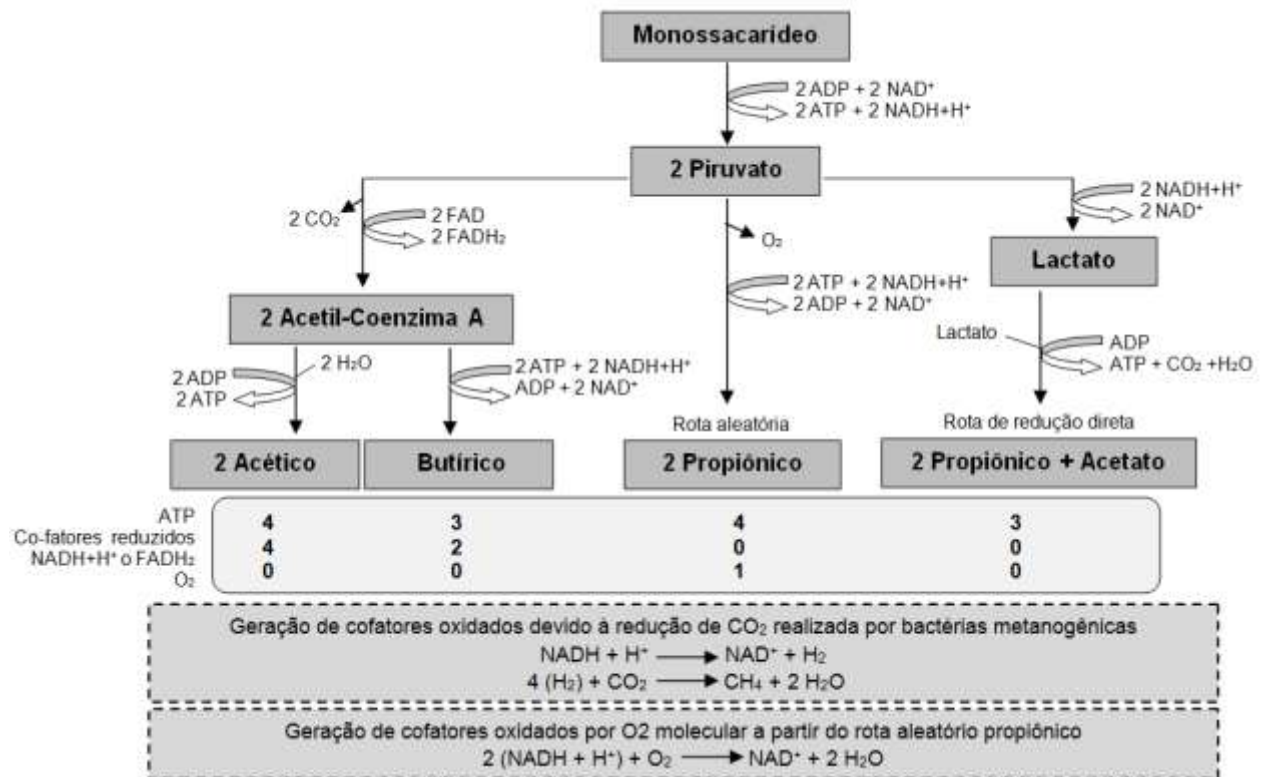 Monossacarídeo
2 ADP + 2 NAD⁺
2 ATP + 2 NADH+H⁺
2 Piruvato
2 CO₂
2 FAD
2 FADH₂
O₂
2 NADH+H⁺
2 NAD⁺
Lactato
2 ATP + 2 NADH+H⁺
2 ADP + 2 NAD⁺
2 Acetil-Coenzima A
Lactato
ADP
ATP + CO₂ +H₂O
2 H₂O
2 ADP
2 ATP
2 ATP + 2 NADH+H⁺
ADP + 2 NAD⁺
Rota aleatória
Rota de redução direta
2 Acético
Butírico
2 Propiônico
2 Propiônico + Acetato
ATP 4 3 4 3
Co-fatores reduzidos
NADH+H⁺ o FADH₂ 4 2 0 0
O₂ 0 0 1 0
Geração de cofatores oxidados devido à redução de CO₂ realizada por bactérias metanogênicas
NADH + H⁺ → NAD⁺ + H₂
4 (H₂) + CO₂ → CH₄ + 2 H₂O
Geração de cofatores oxidados por O2 molecular a partir do rota aleatório propiônico
2 (NADH + H⁺) + O₂ → NAD⁺ + 2 H₂O